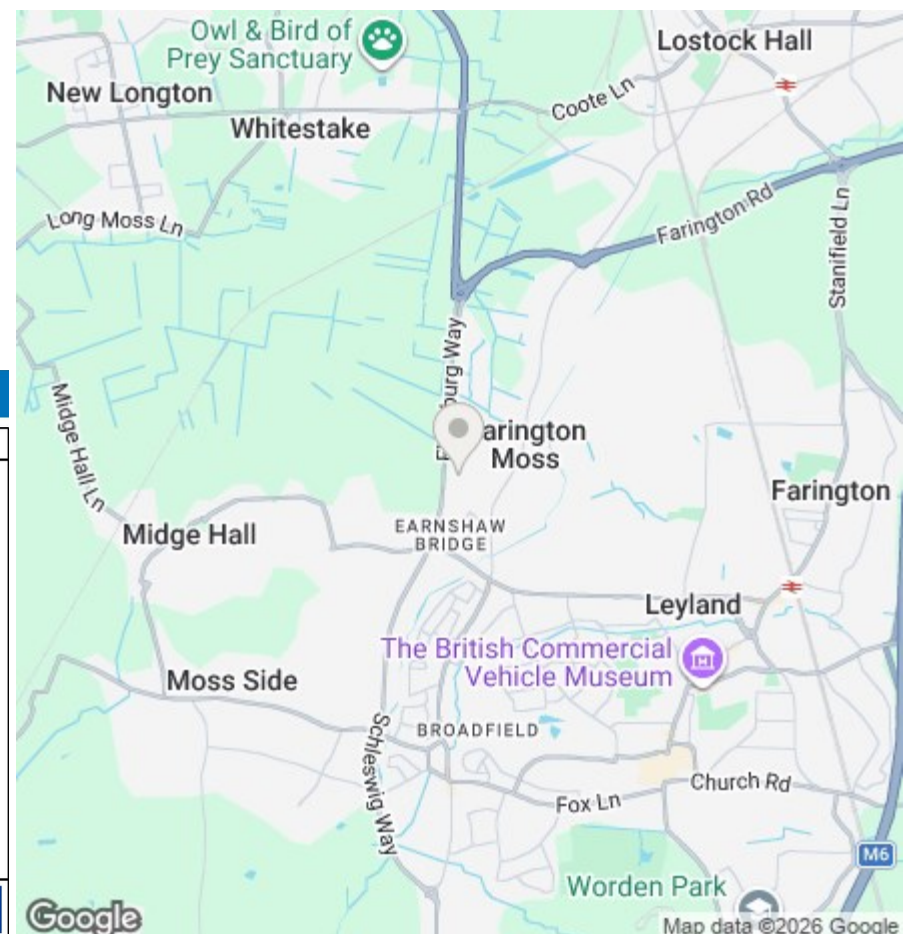 Owl & Bird of
Prey Sanctuary
Lostock Hall
New Longton
Coote Ln
Whitestake
Long Moss Ln
Farington Rd
Stanifield Ln
burg Way
Midge Hall Ln
arington
Moss
Farington
Midge Hall
EARNSHAW
BRIDGE
Leyland
The British Commercial
Vehicle Museum
Moss Side
Schleswig Way
BROADFIELD
Church Rd
Fox Ln
M6
Worden Park
Google
Map data ©2026 Google